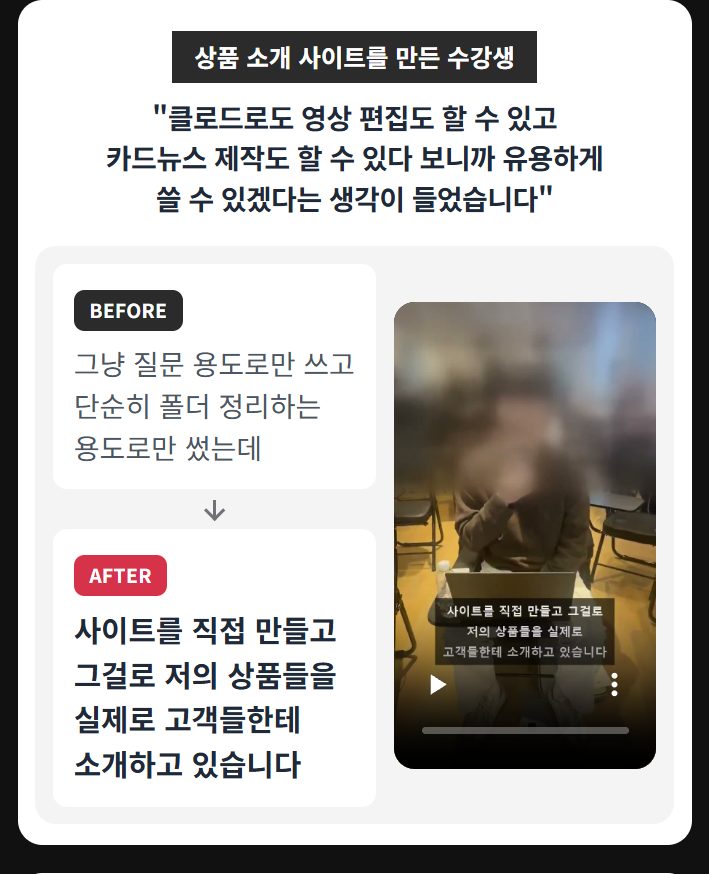 상품 소개 사이트를 만든 수강생
"클로드로도 영상 편집도 할 수 있고
카드뉴스 제작도 할 수 있다 보니까 유용하게
쓸 수 있겠다는 생각이 들었습니다"
BEFORE
그냥 질문 용도로만 쓰고
단순히 폴더 정리하는
용도로만 썼는데
AFTER
사이트를 직접 만들고
그걸로 저의 상품들을
실제로 고객들한테
소개하고 있습니다
사이트를 직접 만들고 그걸로
저의 상품들을 실제로
고객들한테 소개하고 있습니다